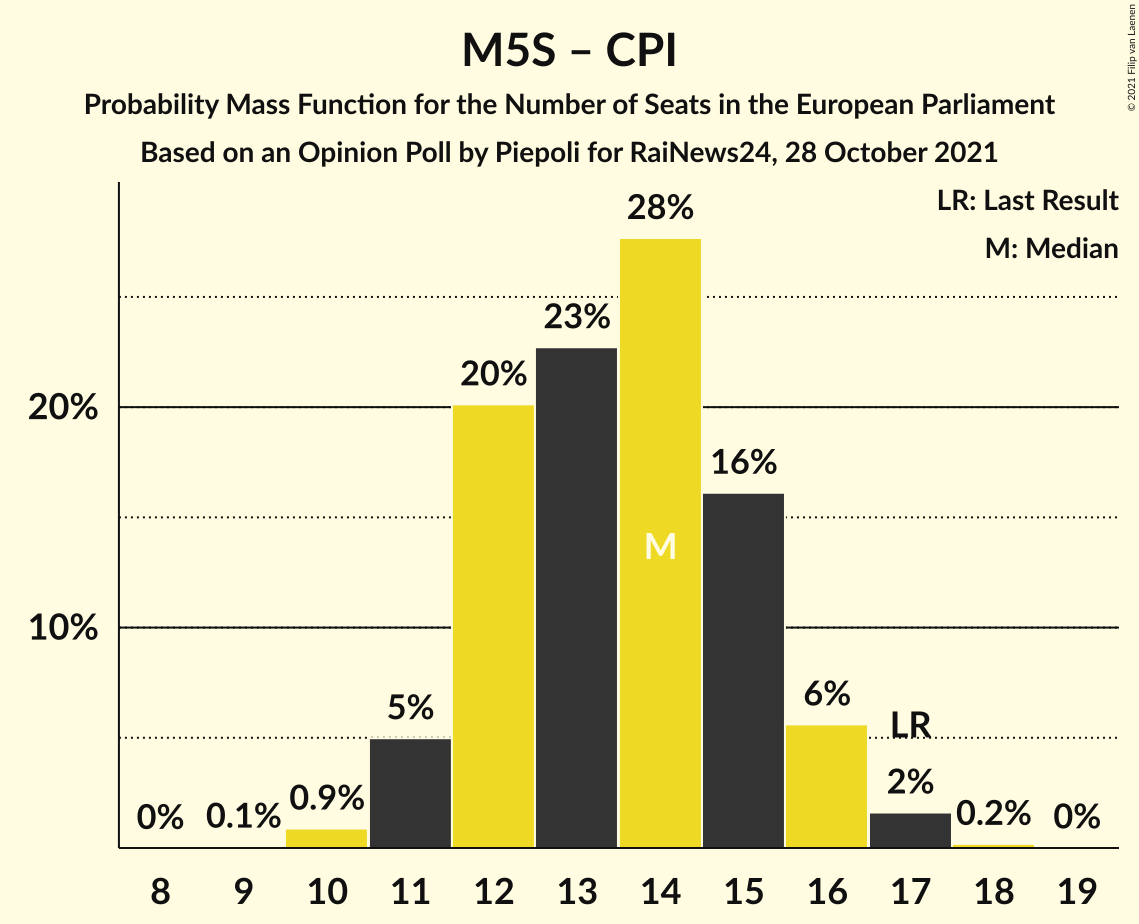 M5S – CPI
Probability Mass Function for the Number of Seats in the European Parliament
Based on an Opinion Poll by Piepoli for RaiNews24, 28 October 2021
© 2021 Filip van Laenen
LR: Last Result
M: Median
28%
23%
20%
20%
16%
M
10%
6%
5%
LR
2%
0.9%
0% 0.1% 0.2% 0%
8 9 10 11 12 13 14 15 16 17 18 19